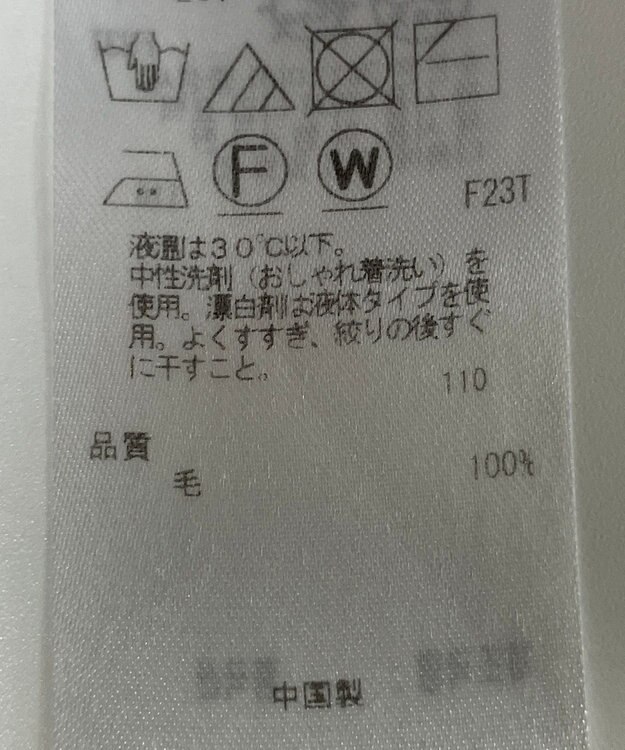 F
W
F23T
液温は30℃以下。
中性洗剤（おしゃれ着洗い）を
使用。漂白剤は液体タイプを使
用。よくすすぎ、絞りの後すぐ
に干すこと。
110
品質
毛 100%
中国製